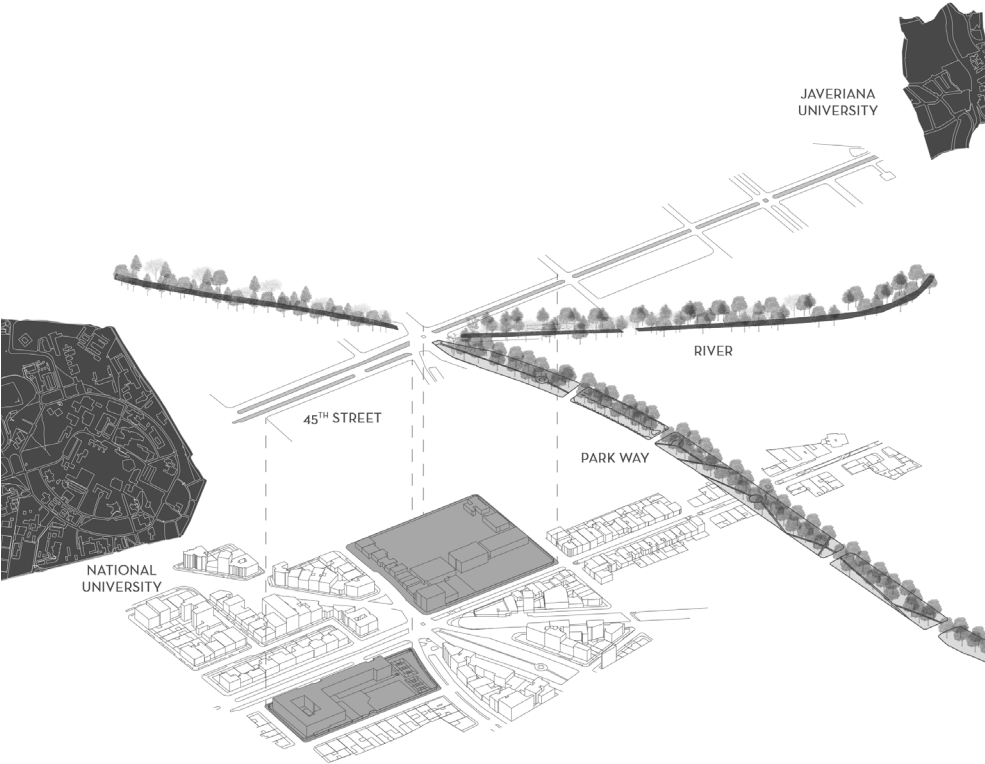 JAVERIANA
UNIVERSITY
RIVER
45TH STREET
PARK WAY
NATIONAL
UNIVERSITY